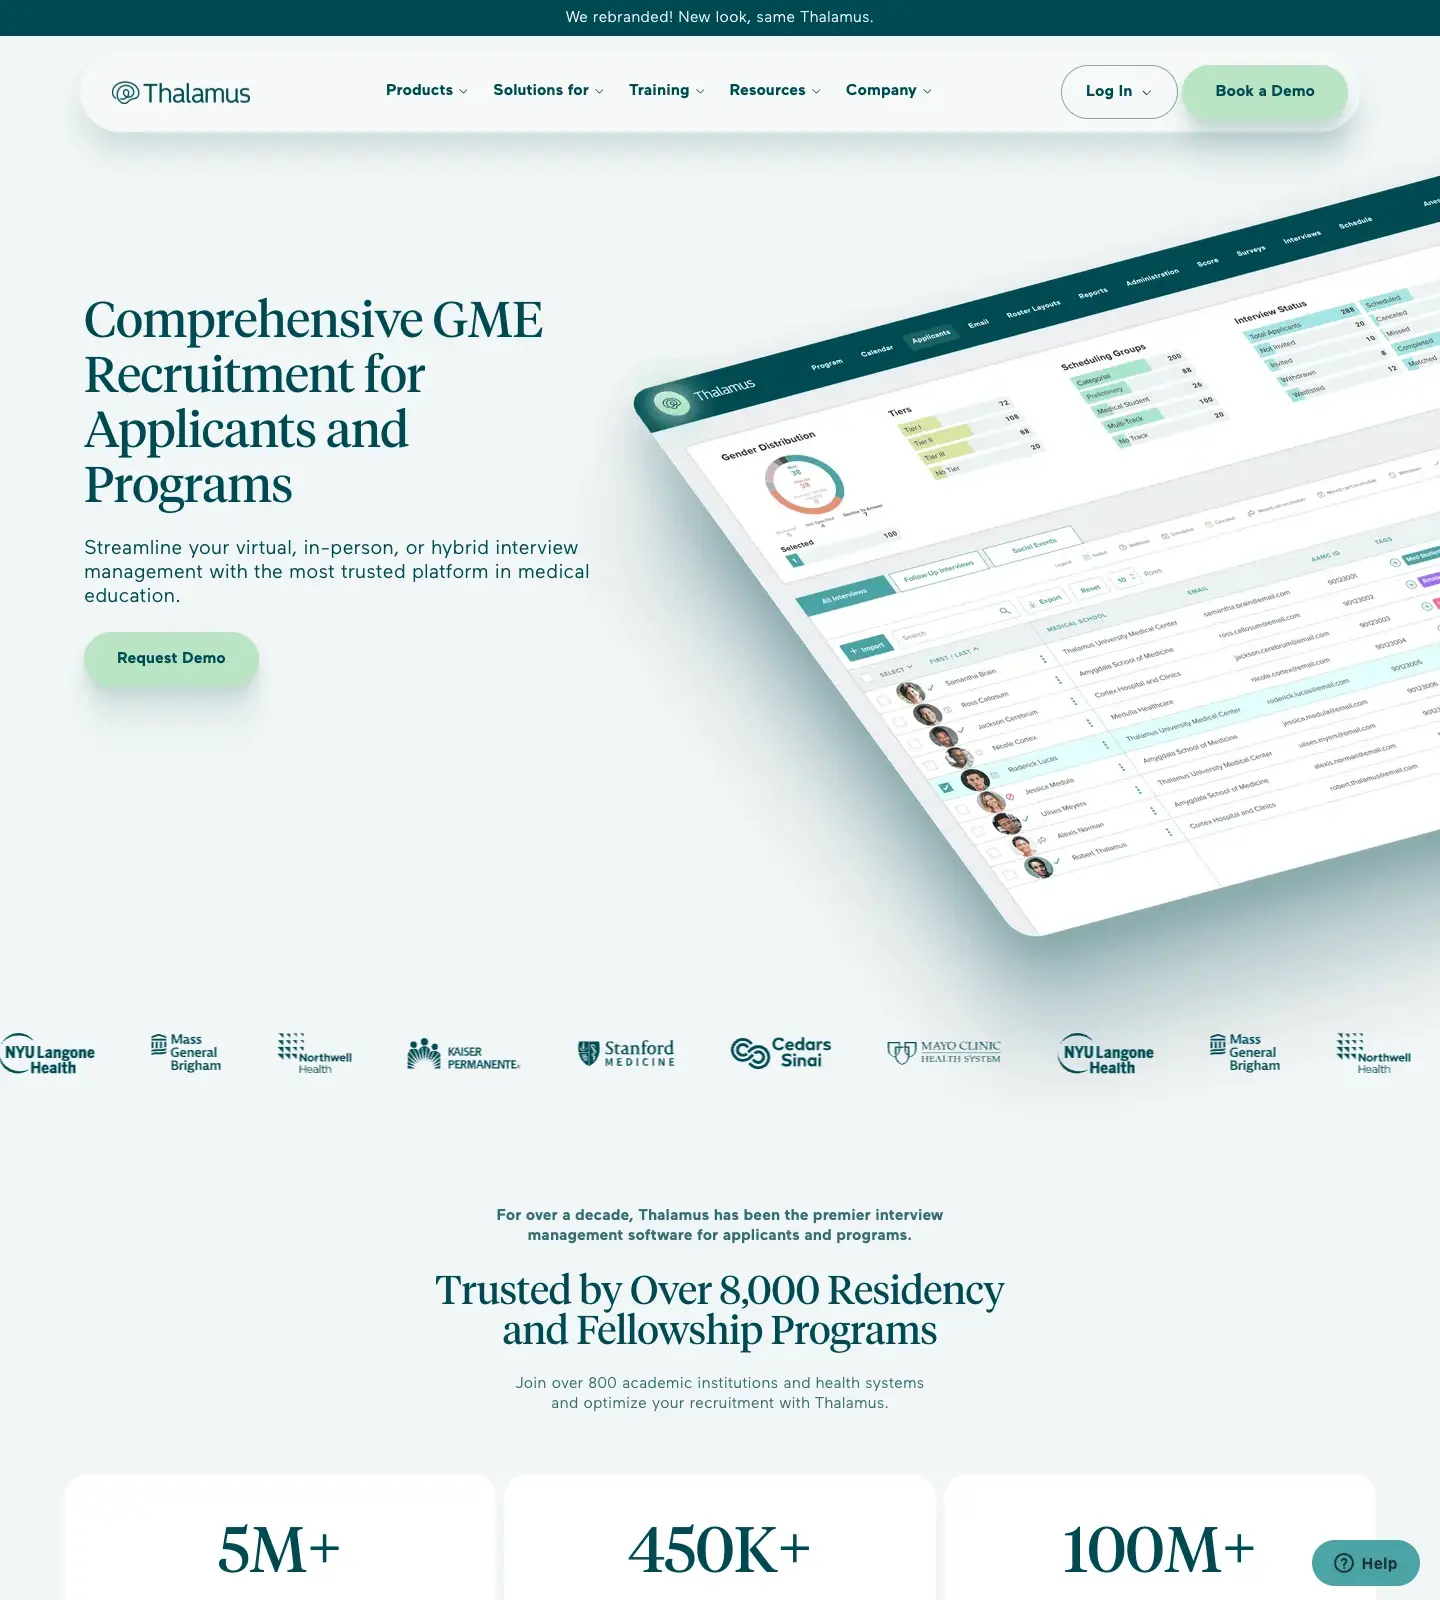 We rebranded! New look, same Thalamus.
Thalamus
Products
Solutions for
Training
Resources
Company
Log In
Book a Demo
Comprehensive GME
Recruitment for
Applicants and
Programs
Streamline your virtual, in-person, or hybrid interview
management with the most trusted platform in medical
education.
Request Demo
Thalamus
Program
Calendar
Applicants
Email
Roster Layouts
Reports
Administration
Score
Surveys
Interviews
Schedule
Gender Distribution
Selected 100
1
Tiers
Tier I 72
Tier II 108
Tier III 88
No Tier 20
Scheduling Groups
Categorial 200
Preliminary 88
Medical Student 26
Multi-Track 100
No Track 20
Interview Status
Total Applicants 288
Not Invited 20
Invited 10
Withdrawn 8
Waitlisted 12
Scheduled
Canceled
Missed
Completed
Matched
All Interviews
Follow-Up Interviews
Social Events
Import
Search
Export
Reset
10
Rows
SELECT
FIRST / LAST
MEDICAL SCHOOL
EMAIL
AAMC ID
TAGS
Samantha Brain Thalamus University Medical Center samantha.brain@email.com 90123001
Ross Callosum Amygdala School of Medicine ross.callosum@email.com 90123002
Jackson Cerebrum Cortex Hospital and Clinics jackson.cerebrum@email.com 90123003
Nicole Cortex Medulla Healthcare nicole.cortex@email.com 90123004
Roderick Lucas Thalamus University Medical Center roderick.lucas@email.com 90123005
Jessica Medula Amygdala School of Medicine jessica.medula@email.com 90123006
Ulises Meyers Thalamus University Medical Center ulises.myers@email.com
Alexis Norman Amygdala School of Medicine alexis.norman@email.com
Robert Thalamus Cortex Hospital and Clinics robert.thalamus@email.com
NYU Langone
Health
Mass
General
Brigham
Northwell
Health
KAISER
PERMANENTE®
Stanford
MEDICINE
Cedars
Sinai
MAYO CLINIC
HEALTH SYSTEM
NYU Langone
Health
Mass
General
Brigham
Northwell
Health
For over a decade, Thalamus has been the premier interview
management software for applicants and programs.
Trusted by Over 8,000 Residency
and Fellowship Programs
Join over 800 academic institutions and health systems
and optimize your recruitment with Thalamus.
5M+
450K+
100M+
Help